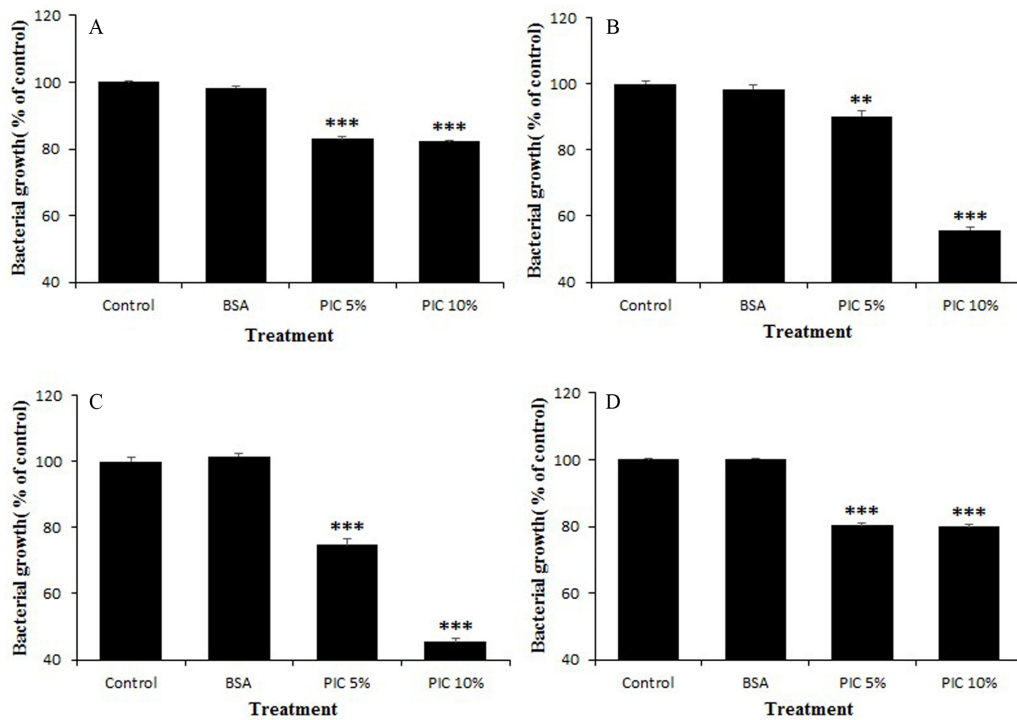 A
Bacterial growth( % of control)
120
100
80
60
40
***
***
Control
BSA
PIC 5%
PIC 10%
Treatment
B
Bacterial growth( % of control)
120
100
80
60
40
**
***
Control
BSA
PIC 5%
PIC 10%
Treatment
C
Bacterial growth( % of control)
120
100
80
60
40
***
***
Control
BSA
PIC 5%
PIC 10%
Treatment
D
Bacterial growth( % of control)
120
100
80
60
40
***
***
Control
BSA
PIC 5%
PIC 10%
Treatment